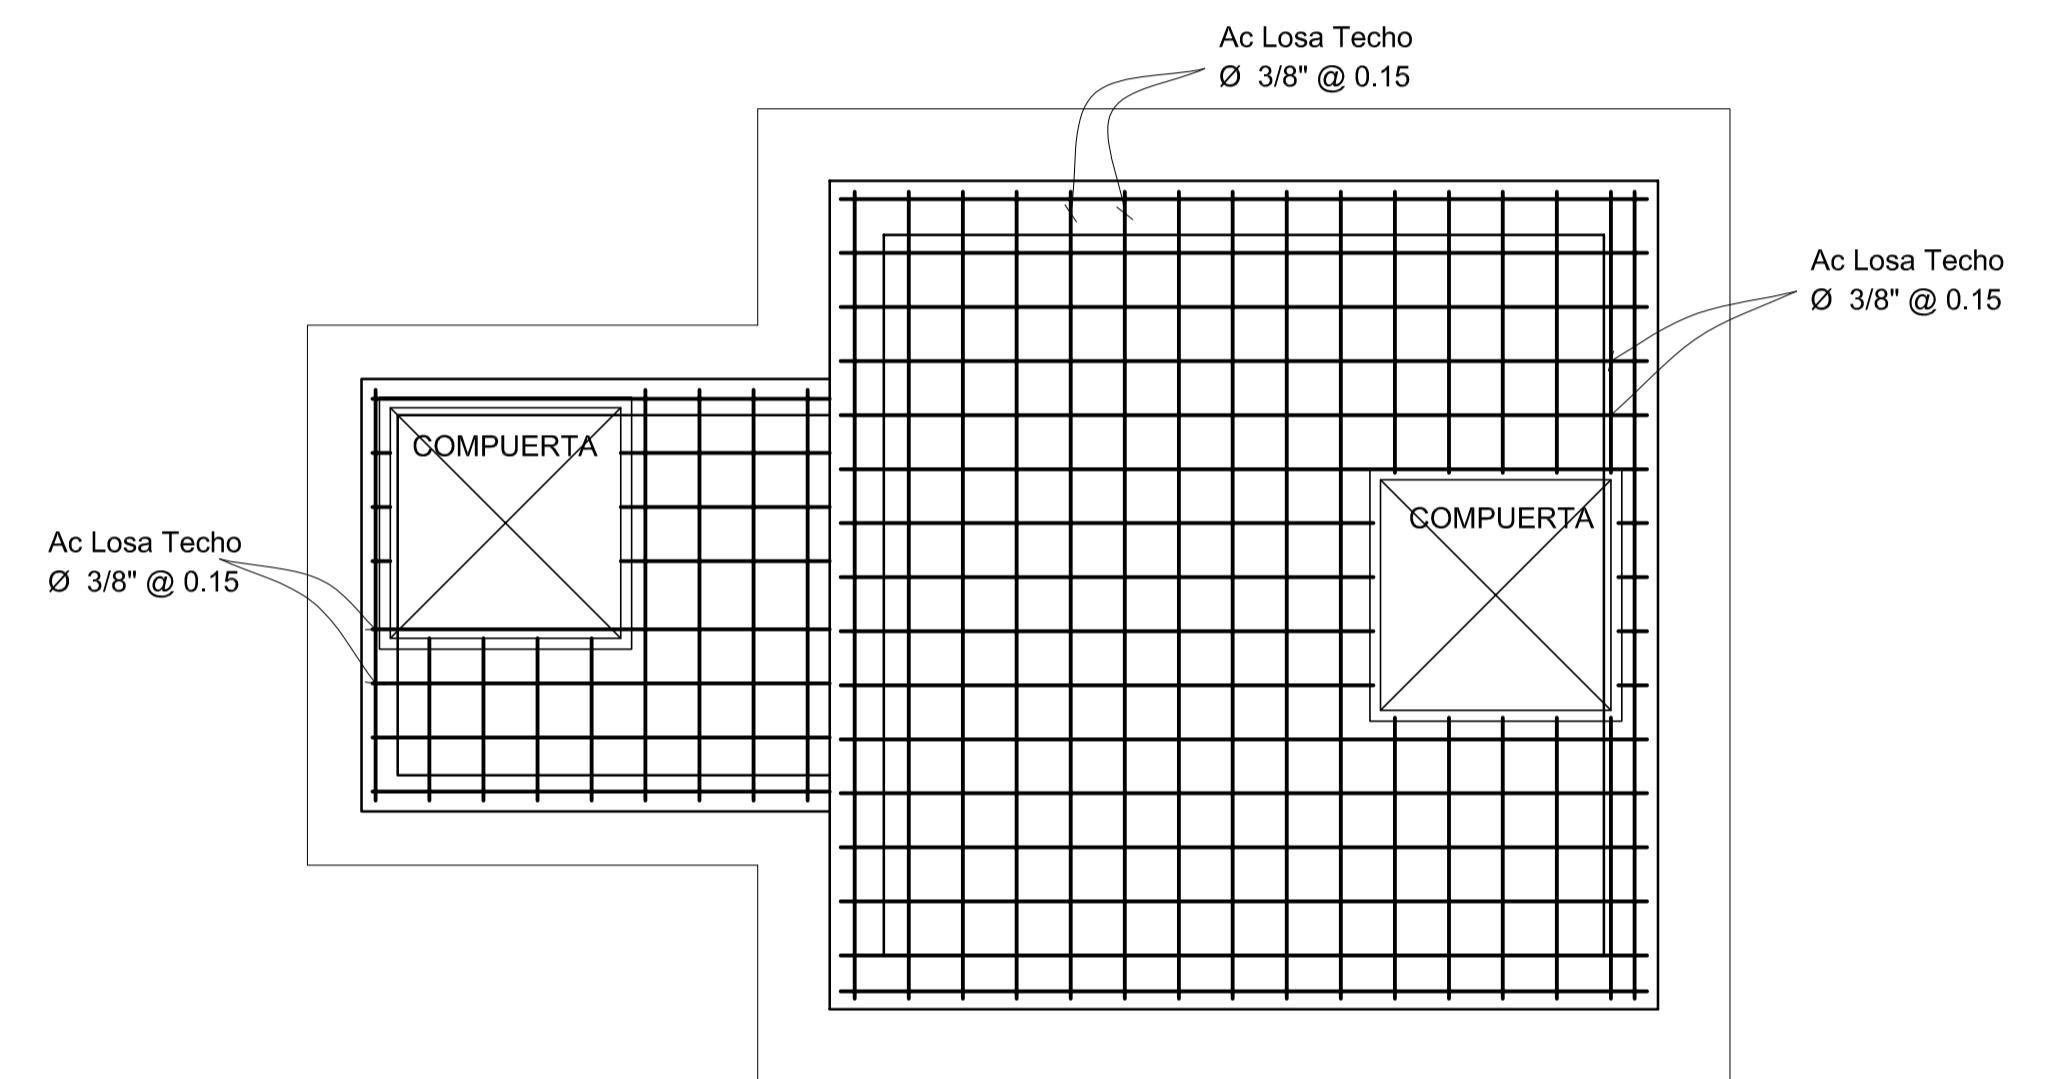 Ac Losa Techo
Ø 3/8" @ 0.15
Ac Losa Techo
Ø 3/8" @ 0.15
COMPUERTA
COMPUERTA
Ac Losa Techo
Ø 3/8" @ 0.15